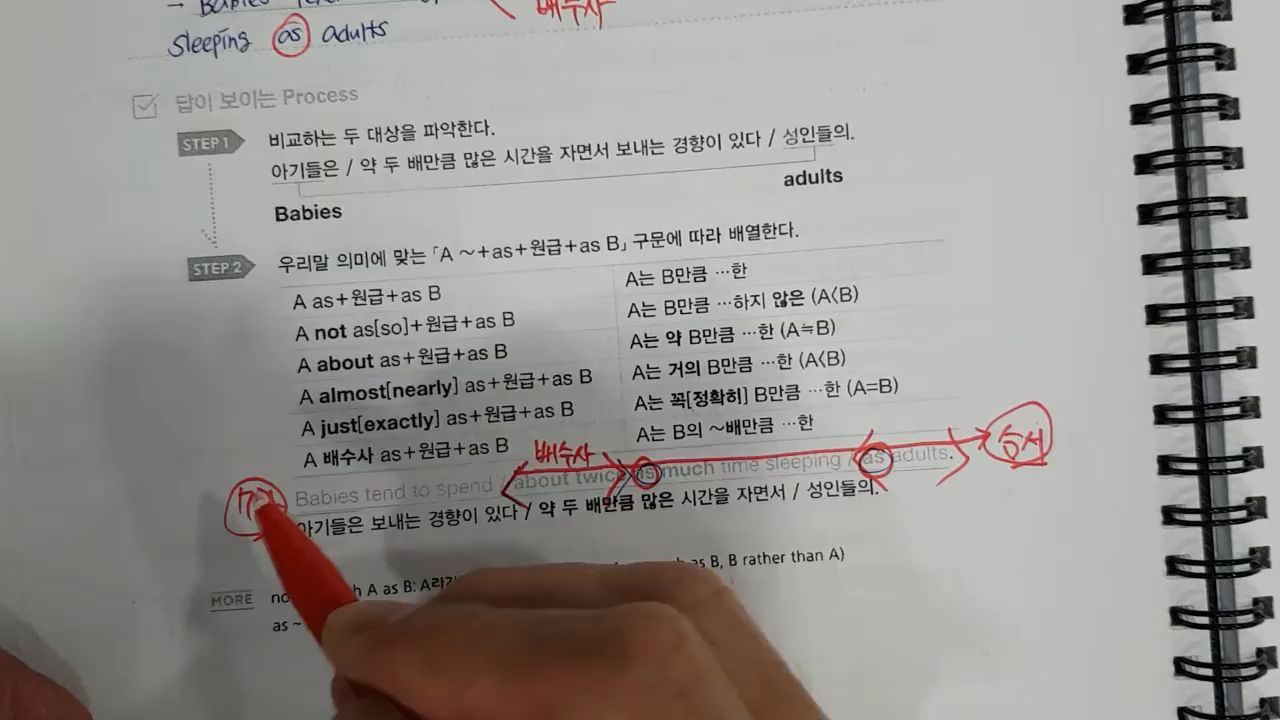 → Babies
배수사
sleeping as adults
답이 보이는 Process
STEP 1 비교하는 두 대상을 파악한다.
아기들은 / 약 두 배만큼 많은 시간을 자면서 보내는 경향이 있다 / 성인들의.
Babies adults
STEP 2 우리말 의미에 맞는 「A ~+as+원급+as B」 구문에 따라 배열한다.
A as+원급+as B A는 B만큼 …한
A not as[so]+원급+as B A는 B만큼 …하지 않은 (A<B)
A about as+원급+as B A는 약 B만큼 …한 (A≒B)
A almost[nearly] as+원급+as B A는 거의 B만큼 …한 (A<B)
A just[exactly] as+원급+as B A는 꼭[정확히] B만큼 …한 (A=B)
A 배수사 as+원급+as B A는 B의 ~배만큼 …한
배수사
순서
Babies tend to spend / about twice as much time sleeping / as adults.
아기들은 보내는 경향이 있다 / 약 두 배만큼 많은 시간을 자면서 / 성인들의.
MORE A as B: as B, B rather than A)
as ~